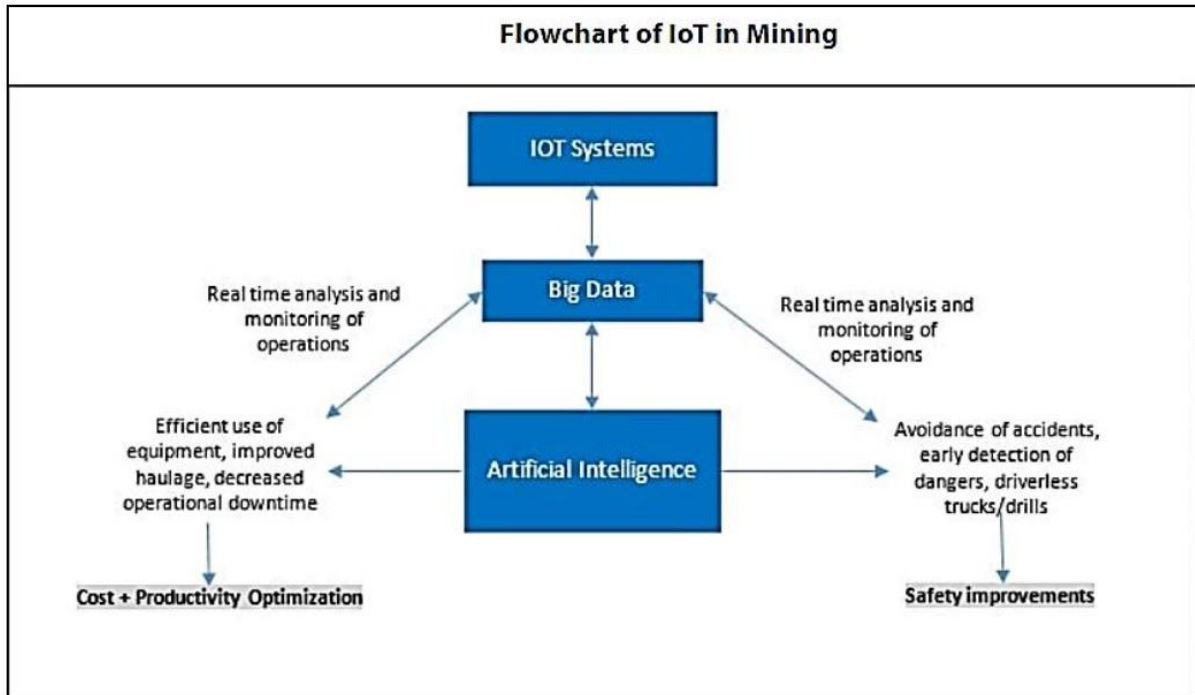 Flowchart of IoT in Mining
IOT Systems
Big Data
Real time analysis and
monitoring of
operations
Real time analysis and
monitoring of
operations
Efficient use of
equipment, improved
haulage, decreased
operational downtime
Artificial Intelligence
Avoidance of accidents,
early detection of
dangers, driverless
trucks/drills
Cost + Productivity Optimization
Safety improvements